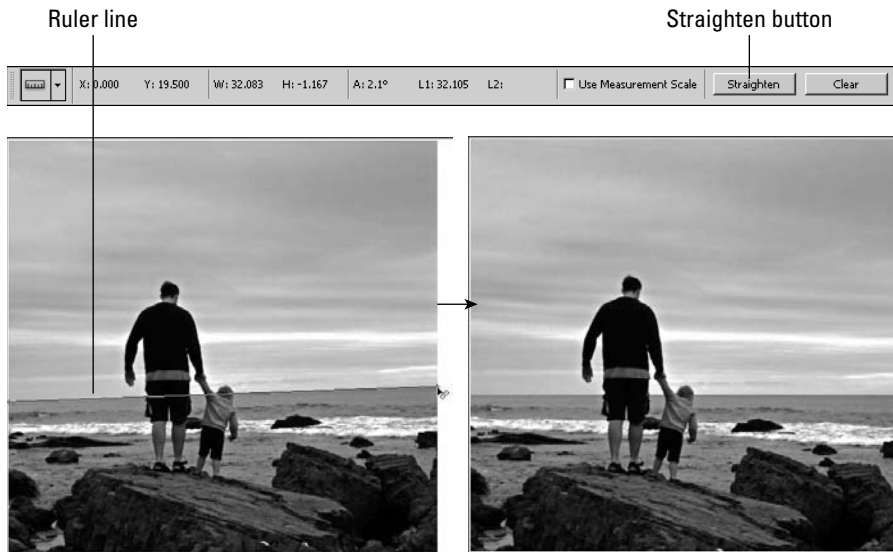 Ruler line
Straighten button
X: 0.000 Y: 19.500 W: 32.083 H: -1.167 A: 2.1° L1: 32.105 L2: Use Measurement Scale Straighten Clear